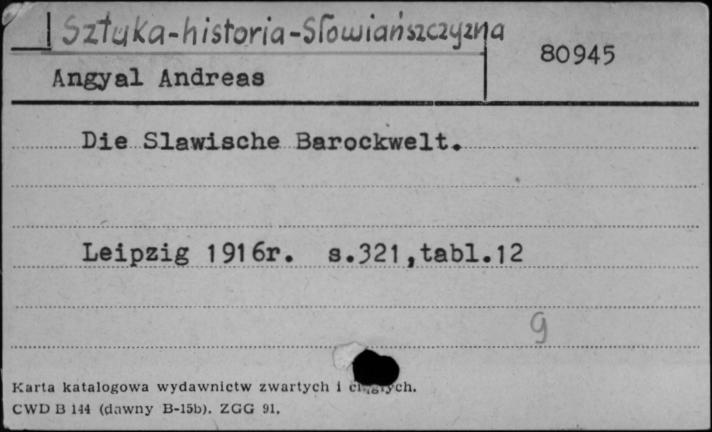 Sztuka-historia-Słowiańszczyzna
80945
Angyal Andreas
Die Slawische Barockwelt.
Leipzig 1916r. s.321,tabl.12
g
Karta katalogowa wydawnictw zwartych i ciągłych.
CWD B 144 (dawny B-15b). ZGG 91.